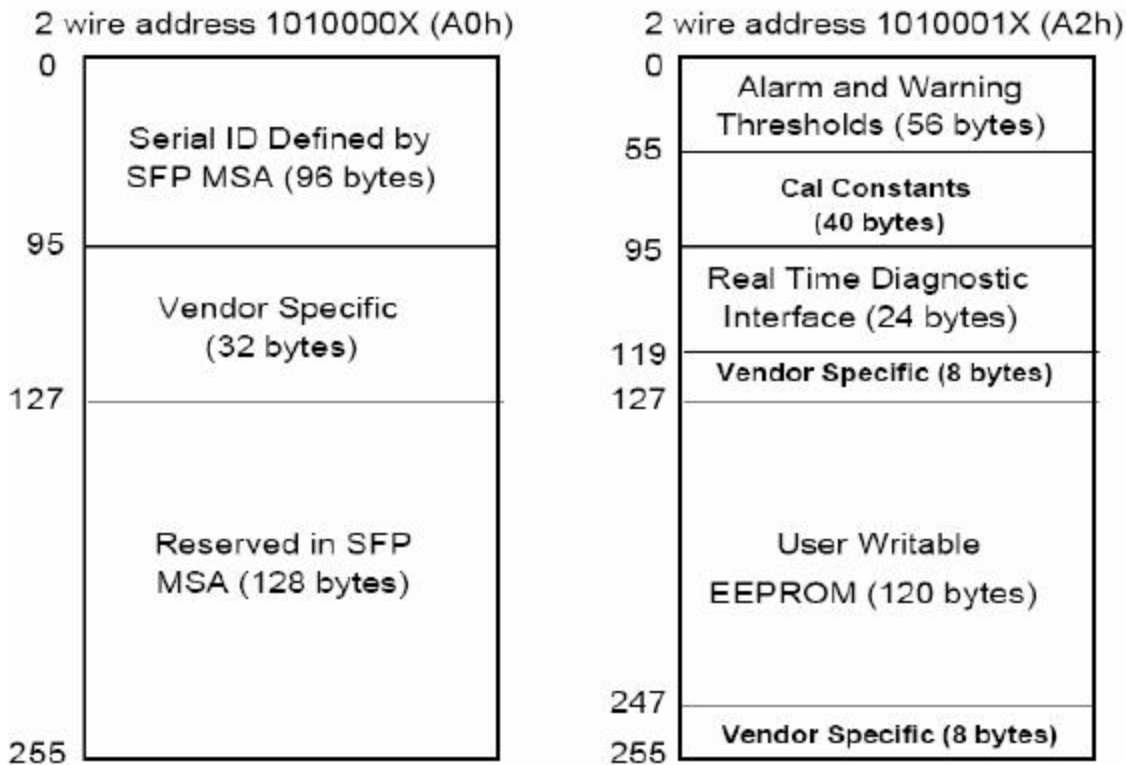 2 wire address 1010000X (A0h)
0
Serial ID Defined by
SFP MSA (96 bytes)
95
Vendor Specific
(32 bytes)
127
Reserved in SFP
MSA (128 bytes)
255
2 wire address 1010001X (A2h)
0
Alarm and Warning
Thresholds (56 bytes)
55
Cal Constants
(40 bytes)
95
Real Time Diagnostic
Interface (24 bytes)
119
Vendor Specific (8 bytes)
127
User Writable
EEPROM (120 bytes)
247
Vendor Specific (8 bytes)
255